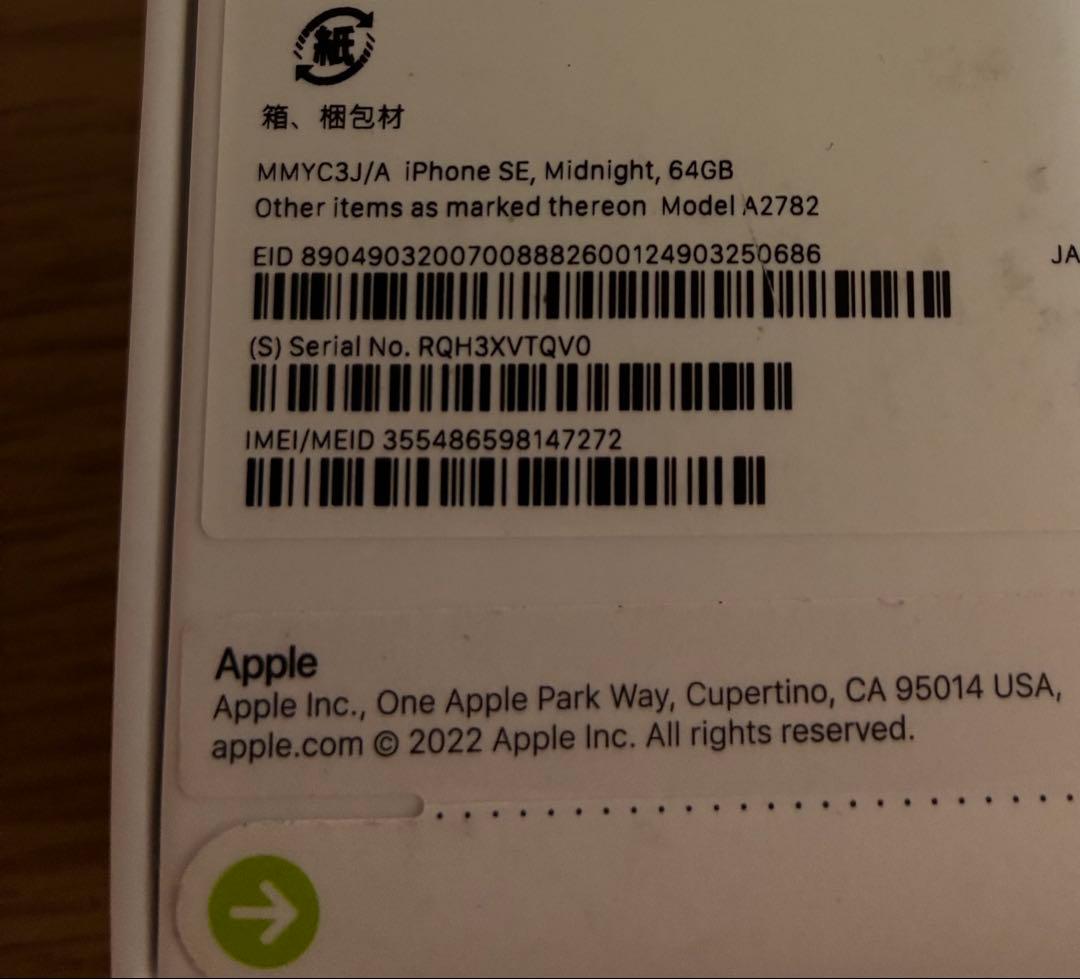 紙
箱、梱包材
MMYC3J/A iPhone SE, Midnight, 64GB
Other items as marked thereon Model A2782
EID 89049032007008882600124903250686
JA
(S) Serial No. RQH3XVTQV0
IMEI/MEID 355486598147272
Apple
Apple Inc., One Apple Park Way, Cupertino, CA 95014 USA,
apple.com © 2022 Apple Inc. All rights reserved.